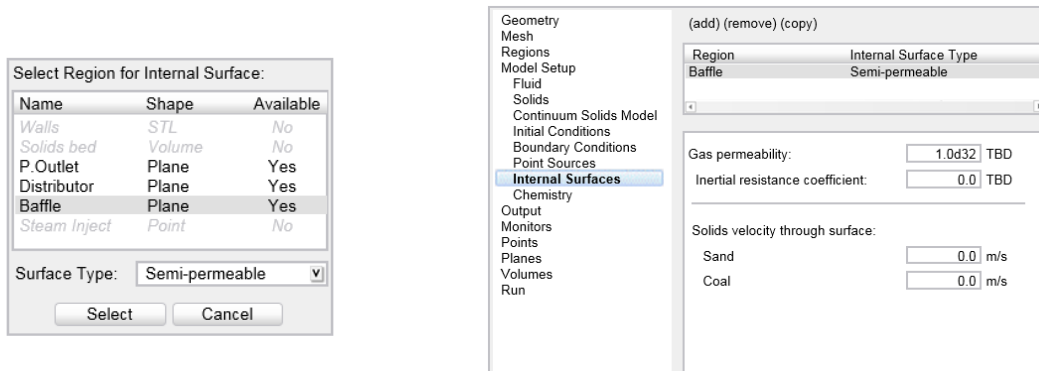 Select Region for Internal Surface:
Name Shape Available
Walls STL No
Solids bed Volume No
P.Outlet Plane Yes
Distributor Plane Yes
Baffle Plane Yes
Steam Inject Point No
Surface Type: Semi-permeable v
Select Cancel
Geometry
Mesh
Regions
Model Setup
Fluid
Solids
Continuum Solids Model
Initial Conditions
Boundary Conditions
Point Sources
Internal Surfaces
Chemistry
Output
Monitors
Points
Planes
Volumes
Run
(add) (remove) (copy)
Region Internal Surface Type
Baffle Semi-permeable
Gas permeability: 1.0d32 TBD
Inertial resistance coefficient: 0.0 TBD
Solids velocity through surface:
Sand 0.0 m/s
Coal 0.0 m/s